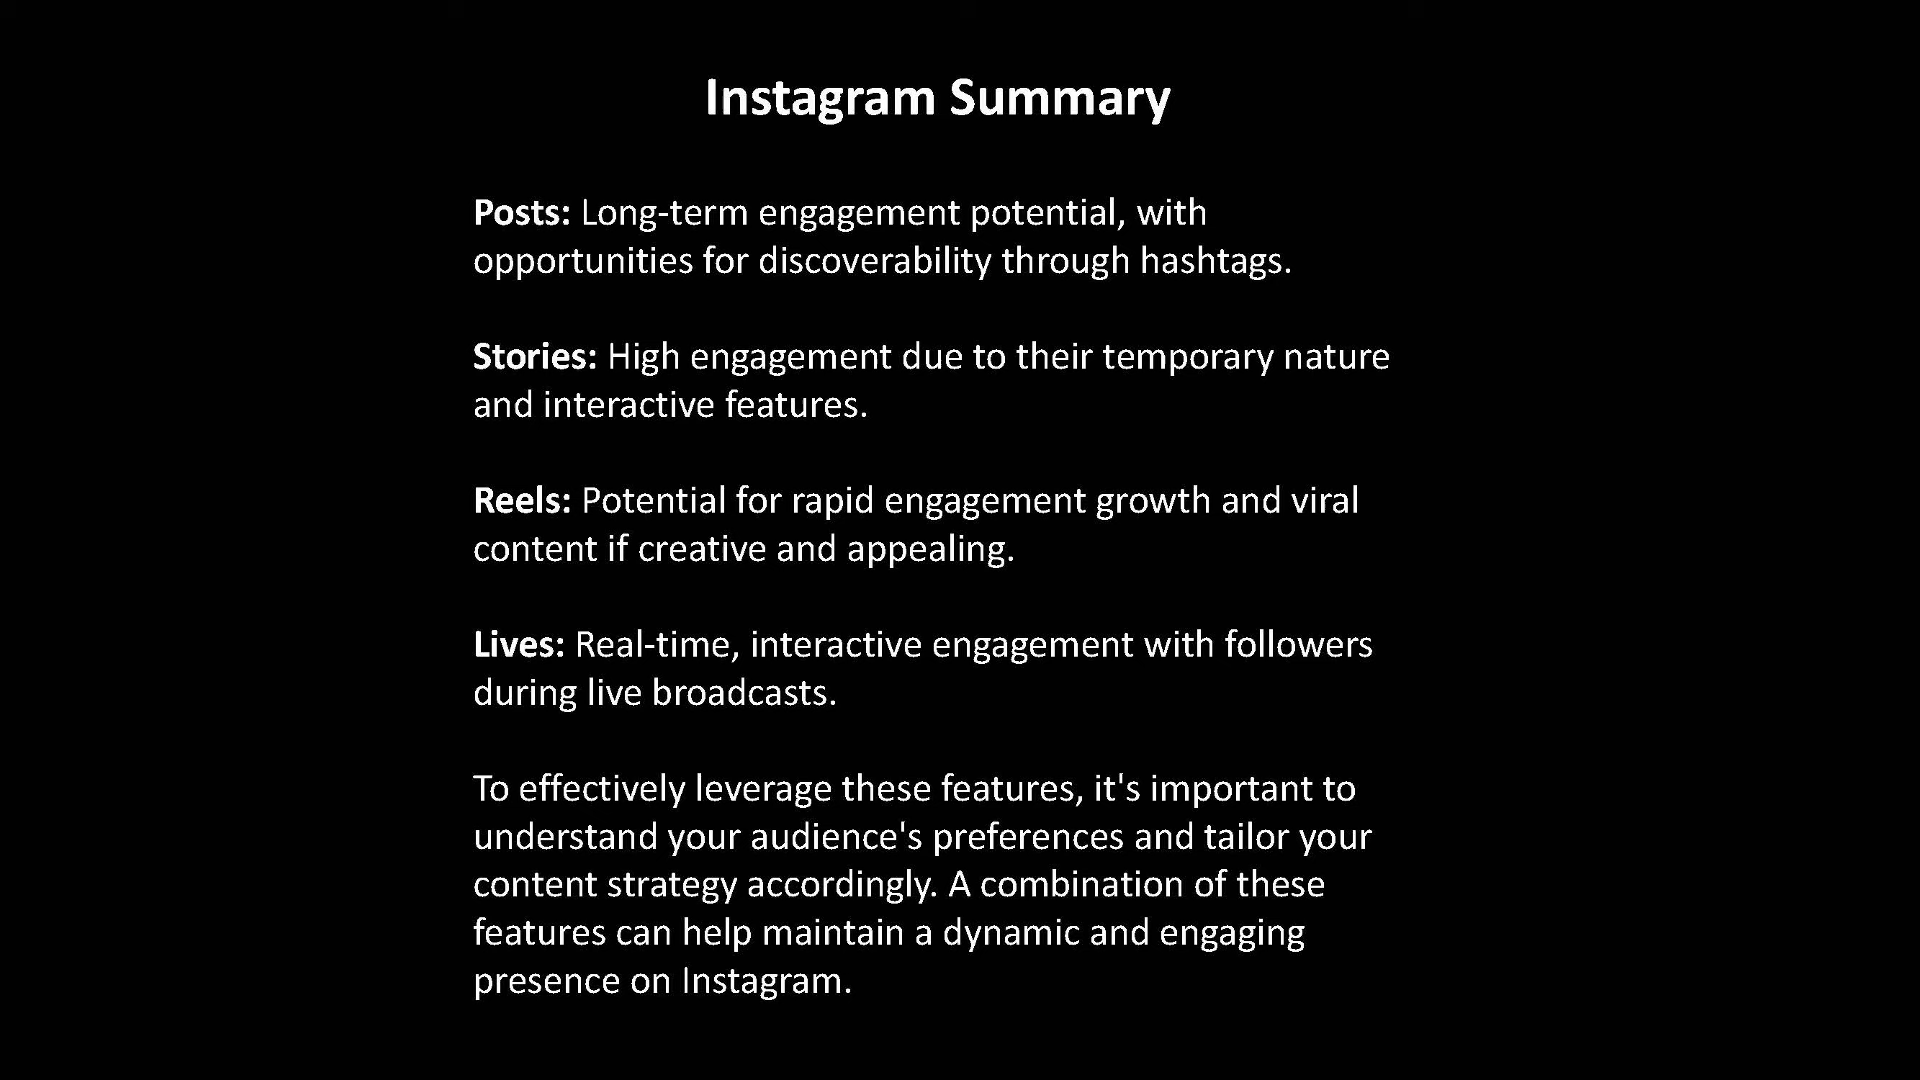 Instagram Summary
Posts: Long-term engagement potential, with
opportunities for discoverability through hashtags.
Stories: High engagement due to their temporary nature
and interactive features.
Reels: Potential for rapid engagement growth and viral
content if creative and appealing.
Lives: Real-time, interactive engagement with followers
during live broadcasts.
To effectively leverage these features, it's important to
understand your audience's preferences and tailor your
content strategy accordingly. A combination of these
features can help maintain a dynamic and engaging
presence on Instagram.